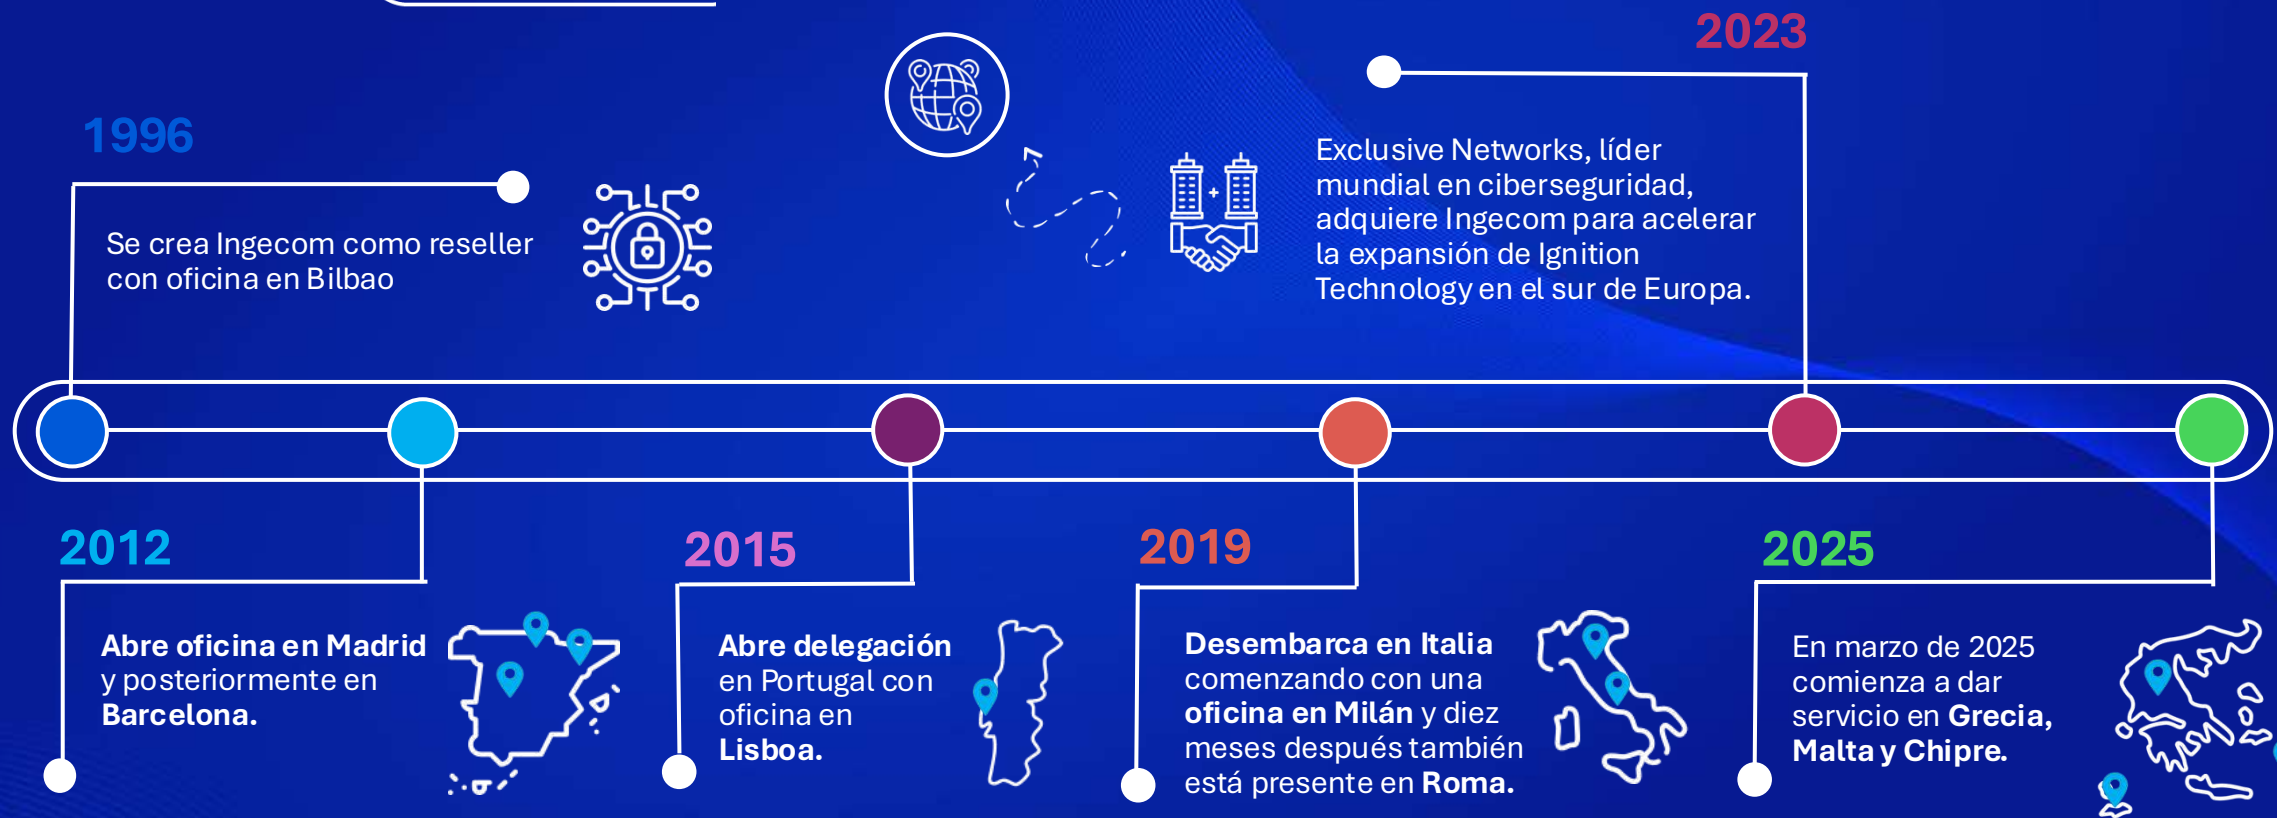 2023
1996
Exclusive Networks, líder
mundial en ciberseguridad,
adquiere Ingecom para acelerar
la expansión de Ignition
Technology en el sur de Europa.
Se crea Ingecom como reseller
con oficina en Bilbao
2012
Abre oficina en Madrid
y posteriormente en
Barcelona.
2015
Abre delegación
en Portugal con
oficina en
Lisboa.
2019
Desembarca en Italia
comenzando con una
oficina en Milán y diez
meses después también
está presente en Roma.
2025
En marzo de 2025
comienza a dar
servicio en Grecia,
Malta y Chipre.